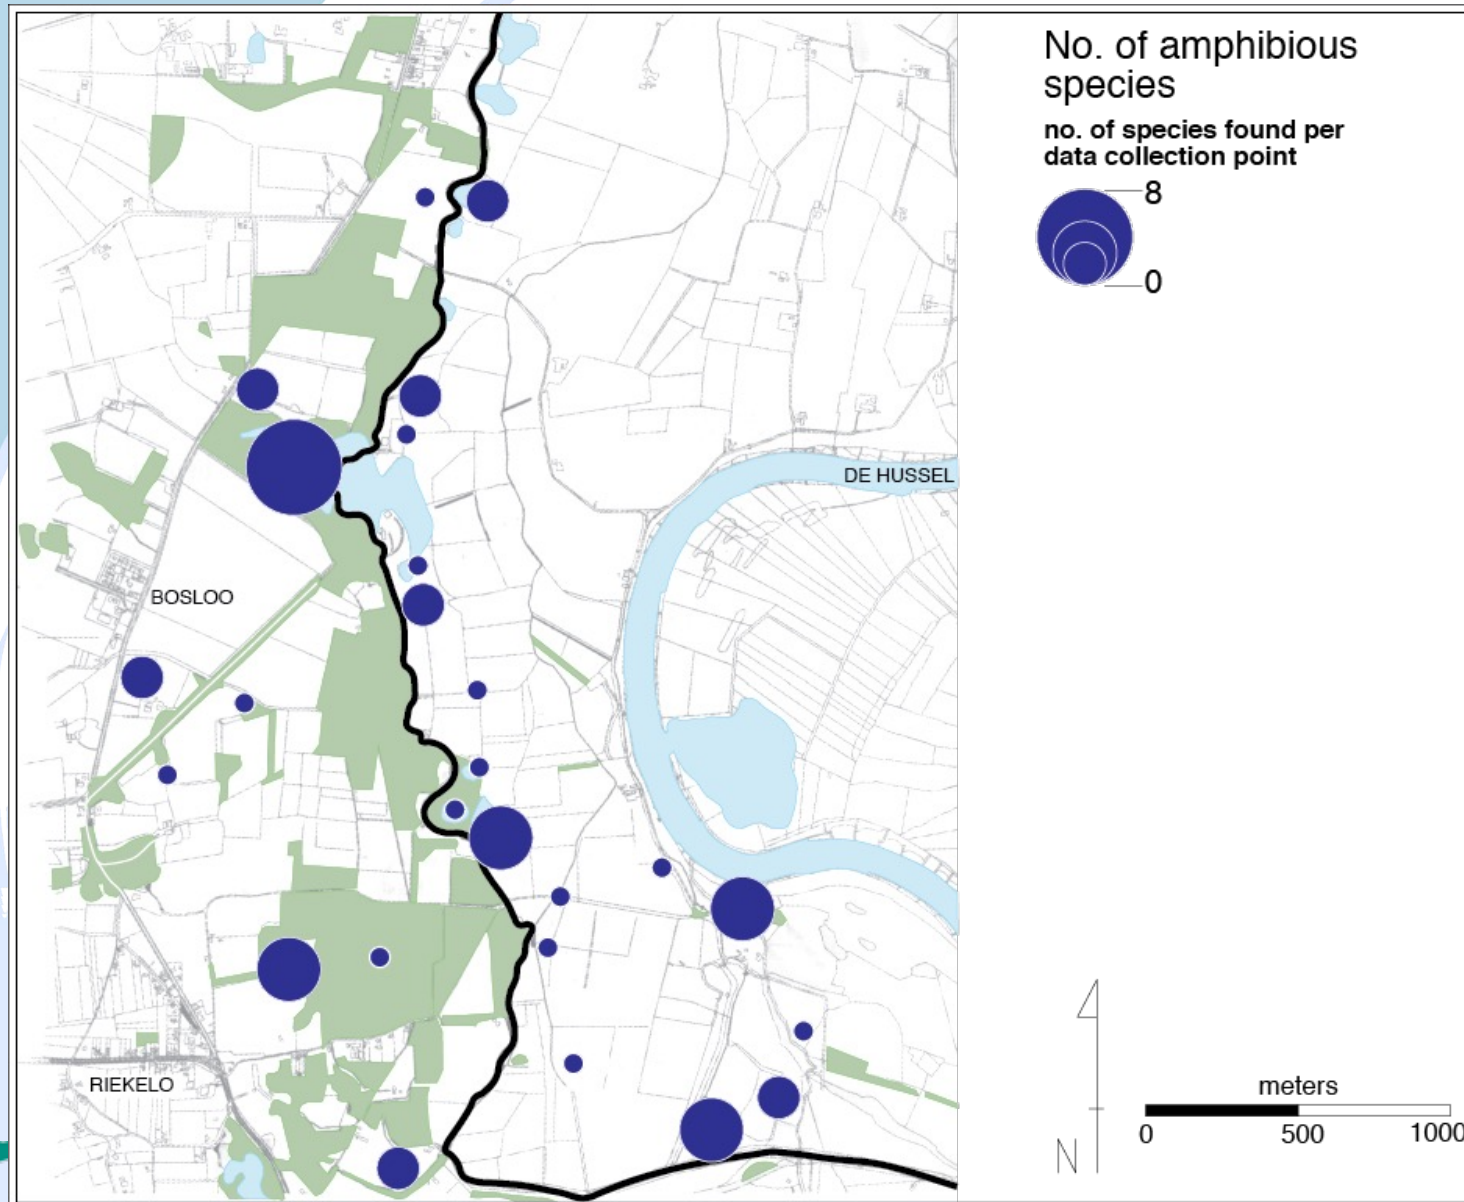 No. of amphibious
species
no. of species found per
data collection point
8
0
DE HUSSEL
BOSLOO
RIEKELO
meters
0 500 1000
N